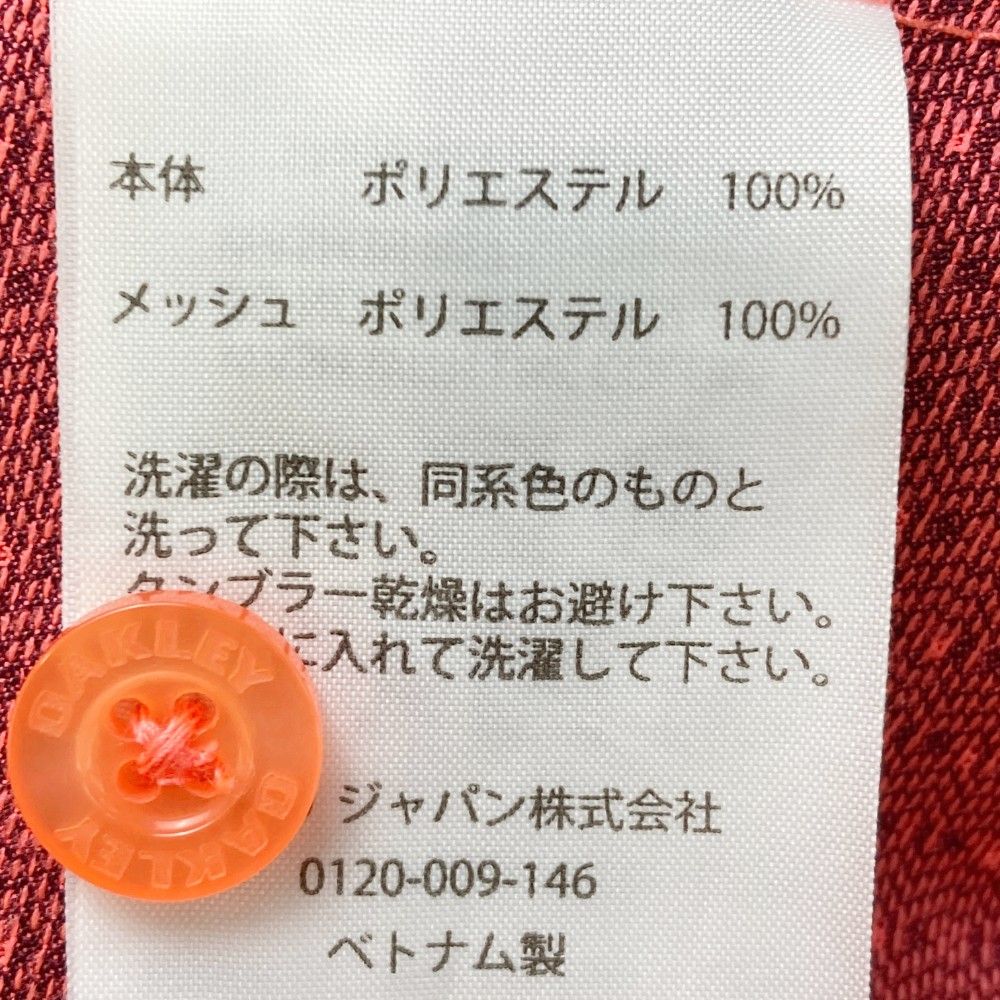 本体 ポリエステル 100%
メッシュ ポリエステル 100%
洗濯の際は、同系色のものと
洗って下さい。
タンブラー乾燥はお避け下さい。
に入れて洗濯して下さい。
ジャパン株式会社
0120-009-146
ベトナム製
OAKLEY
OAKLEY